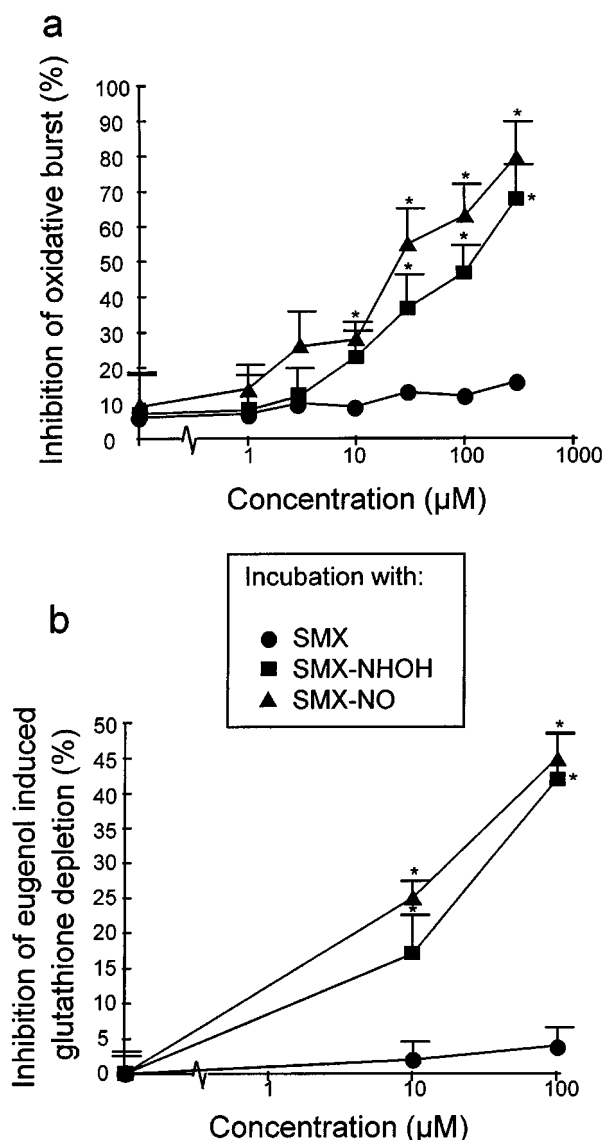 a
Inhibition of oxidative burst (%)
100
90
80
70
60
50
40
30
20
10
0
* * * *
* * *
1 10 100 1000
Concentration (µM)
Incubation with:
SMX
SMX-NHOH
SMX-NO
b
Inhibition of eugenol induced
glutathione depletion (%)
50
45
40
35
30
25
20
15
10
5
0
* *
* *
1 10 100
Concentration (µM)